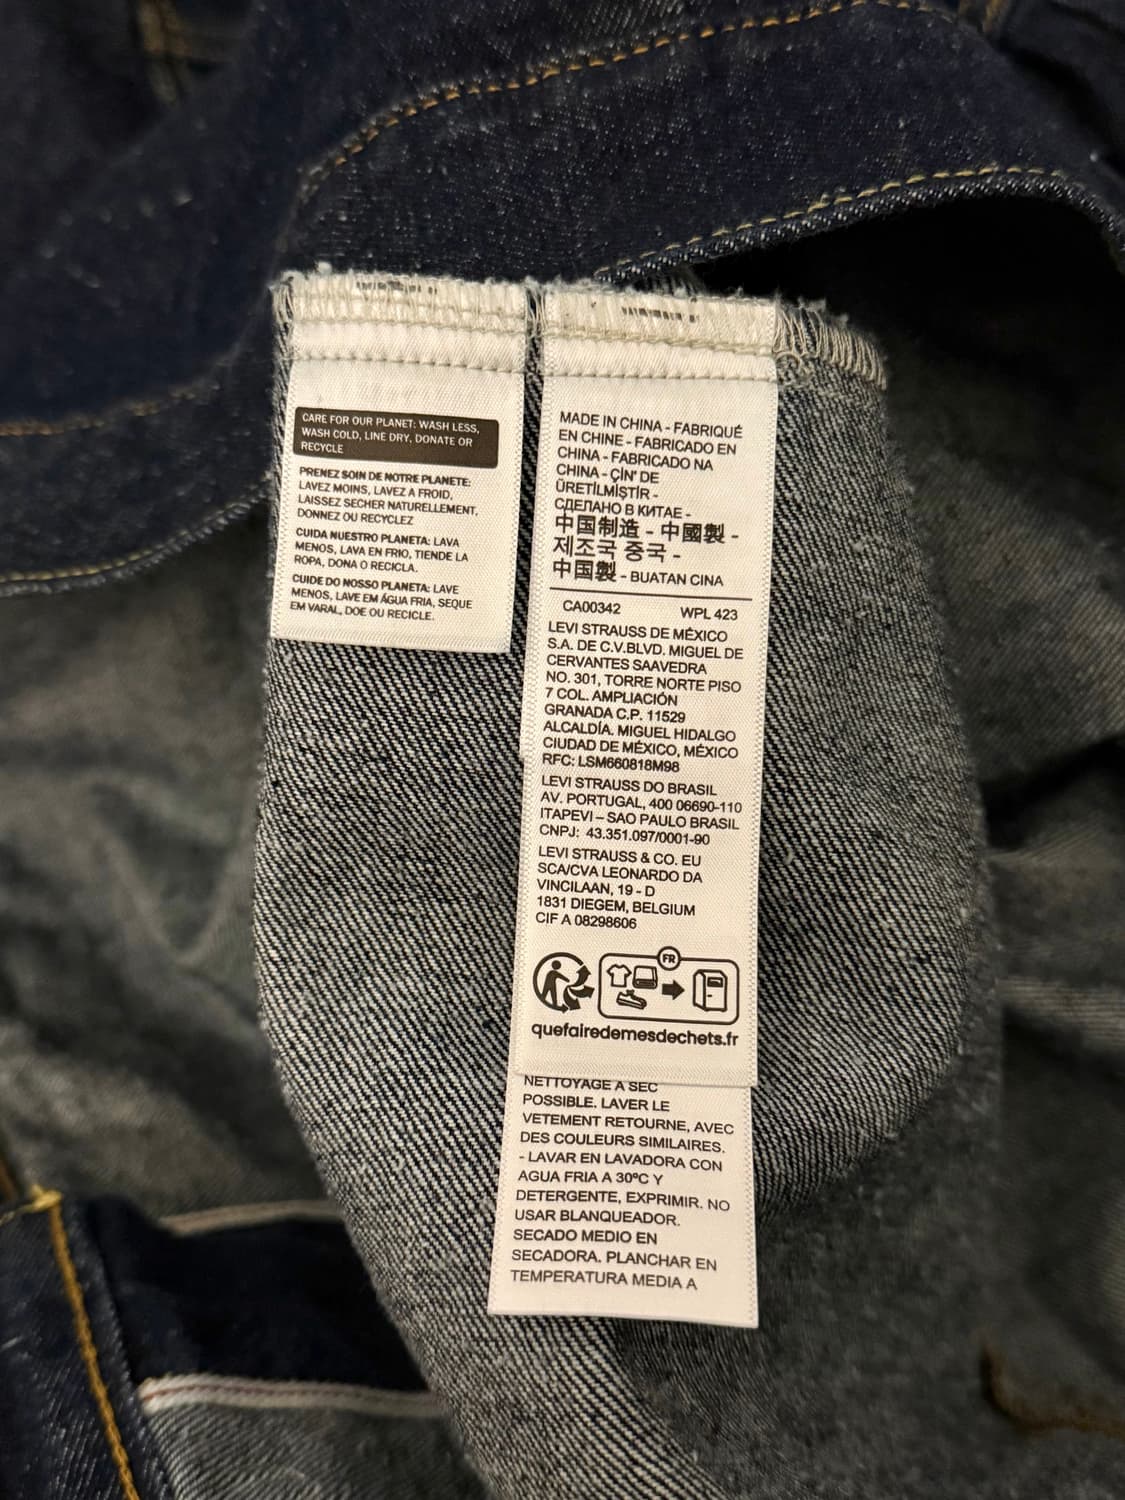 CARE FOR OUR PLANET: WASH LESS,
WASH COLD, LINE DRY, DONATE OR
RECYCLE
PRENEZ SOIN DE NOTRE PLANETE:
LAVEZ MOINS, LAVEZ A FROID,
LAISSEZ SECHER NATURELLEMENT,
DONNEZ OU RECYCLEZ
CUIDA NUESTRO PLANETA: LAVA
MENOS, LAVA EN FRIO, TIENDE LA
ROPA, DONA O RECICLA.
CUIDE DO NOSSO PLANETA: LAVE
MENOS, LAVE EM ÁGUA FRIA, SEQUE
EM VARAL, DOE OU RECICLE.
MADE IN CHINA - FABRIQUÉ
EN CHINE - FABRICADO EN
CHINA - FABRICADO NA
CHINA - ÇİN' DE
ÜRETİLMİŞTİR -
СДЕЛАНО В КИТАЕ -
中国制造 - 中國製 -
제조국 중국 -
中国製 - BUATAN CINA
CA00342 WPL 423
LEVI STRAUSS DE MÉXICO
S.A. DE C.V.BLVD. MIGUEL DE
CERVANTES SAAVEDRA
NO. 301, TORRE NORTE PISO
7 COL. AMPLIACIÓN
GRANADA C.P. 11529
ALCALDÍA. MIGUEL HIDALGO
CIUDAD DE MÉXICO, MÉXICO
RFC: LSM660818M98
LEVI STRAUSS DO BRASIL
AV. PORTUGAL, 400 06690-110
ITAPEVI – SAO PAULO BRASIL
CNPJ: 43.351.097/0001-90
LEVI STRAUSS & CO. EU
SCA/CVA LEONARDO DA
VINCILAAN, 19 - D
1831 DIEGEM, BELGIUM
CIF A 08298606
FR
quefairedemesdechets.fr
NETTOYAGE A SEC
POSSIBLE. LAVER LE
VETEMENT RETOURNE, AVEC
DES COULEURS SIMILAIRES.
- LAVAR EN LAVADORA CON
AGUA FRIA A 30ºC Y
DETERGENTE, EXPRIMIR. NO
USAR BLANQUEADOR.
SECADO MEDIO EN
SECADORA. PLANCHAR EN
TEMPERATURA MEDIA A